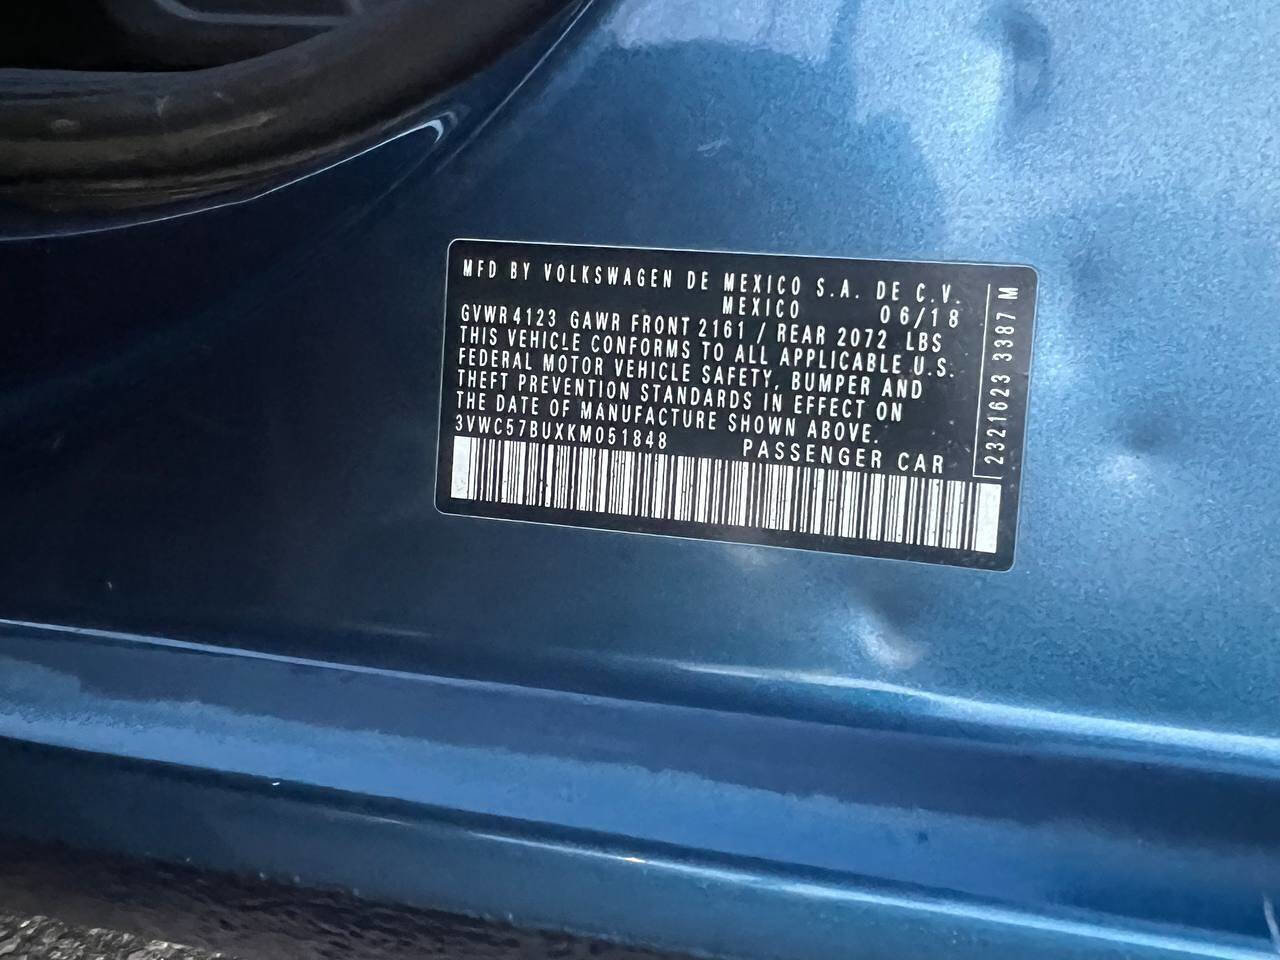 MFD BY VOLKSWAGEN DE MEXICO S.A. DE C.V.
MEXICO 06/18
GVWR 4123 GAWR FRONT 2161 / REAR 2072 LBS
THIS VEHICLE CONFORMS TO ALL APPLICABLE U.S.
FEDERAL MOTOR VEHICLE SAFETY, BUMPER AND
THEFT PREVENTION STANDARDS IN EFFECT ON
THE DATE OF MANUFACTURE SHOWN ABOVE.
3VWC57BUXKM051848 PASSENGER CAR
2321623 3387 M